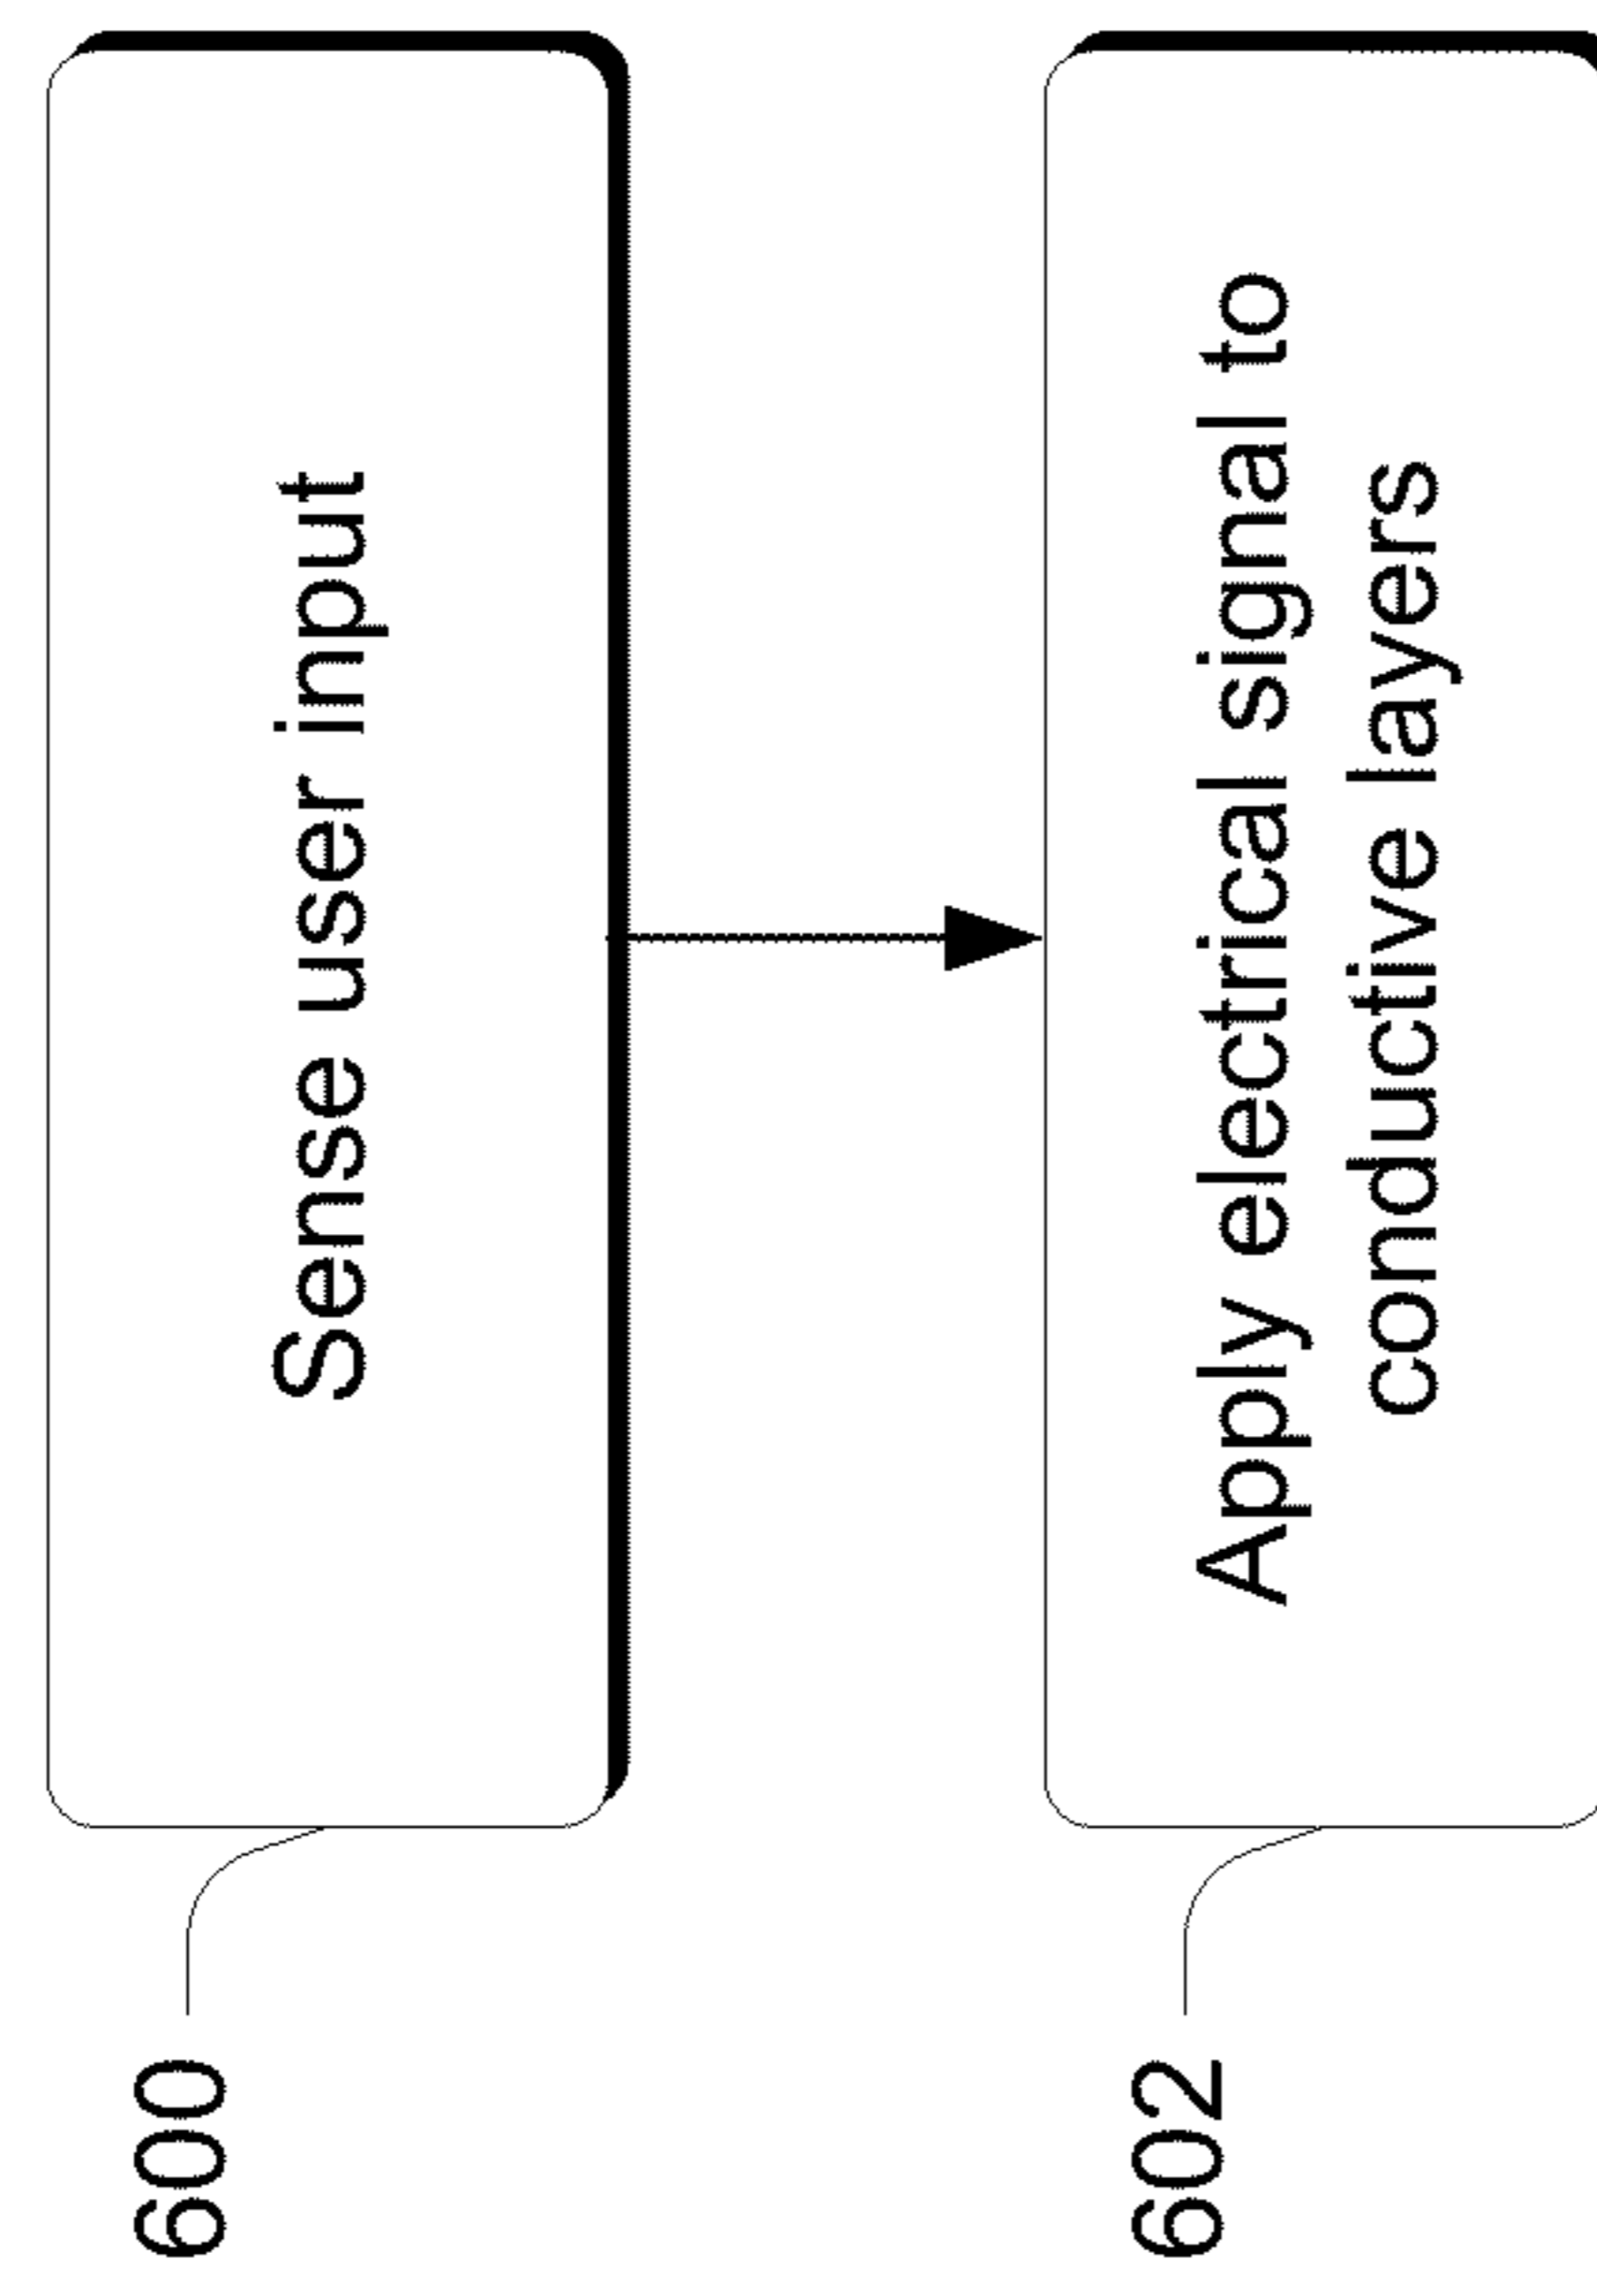 600
Sense user input
602
Apply electrical signal to
conductive layers